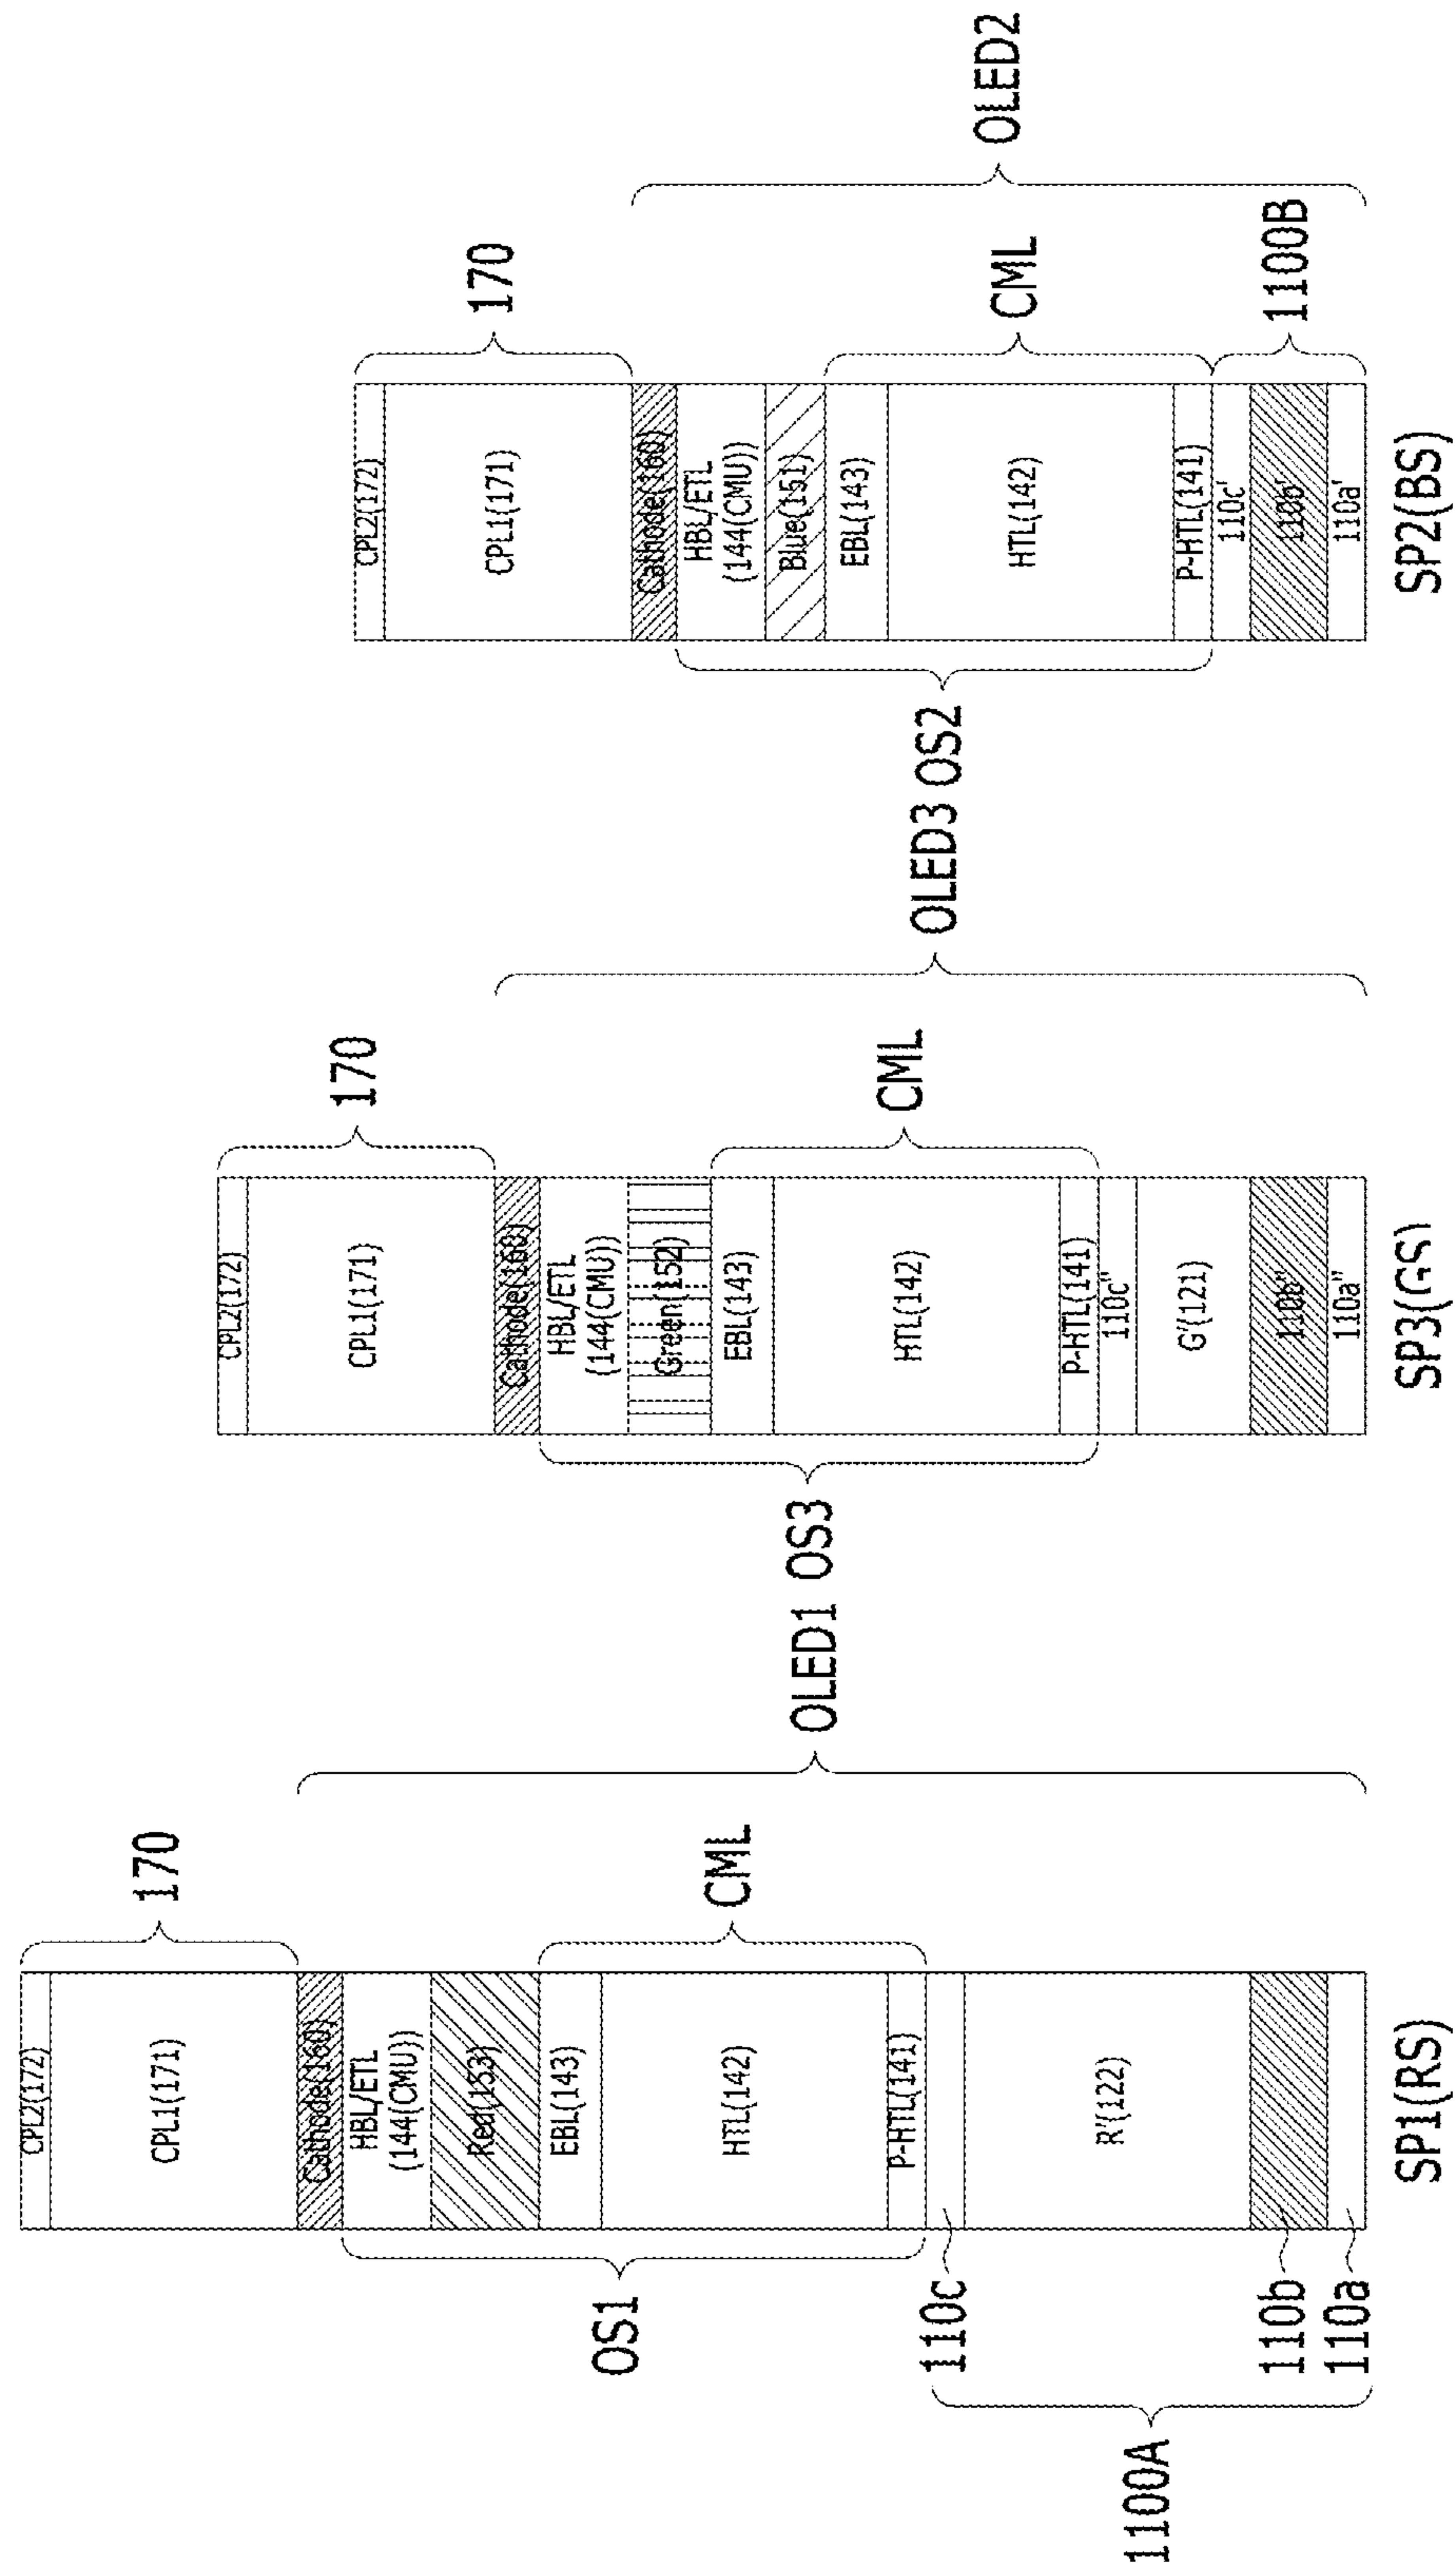 170
CPL2(172)
CPL1(171)
Cathode(160)
HBL/ETL
(144(CMU))
Red(153)
EBL(143)
HTL(142)
P-HTL(141)
R"(122)
OS1
CML
OLED1
110c
110b
110a
1100A
SP1(RS)
170
CPL2(172)
CPL1(171)
Cathode(160)
HBL/ETL
(144(CMU))
Green(152)
EBL(143)
HTL(142)
P-HTL(141)
110c"
G'(121)
110b"
110a"
OS3
CML
OLED3
SP3(GS)
170
CPL2(172)
CPL1(171)
Cathode(160)
HBL/ETL
(144(CMU))
Blue(151)
EBL(143)
HTL(142)
P-HTL(141)
110c'
110b'
110a'
OS2
CML
1100B
OLED2
SP2(BS)